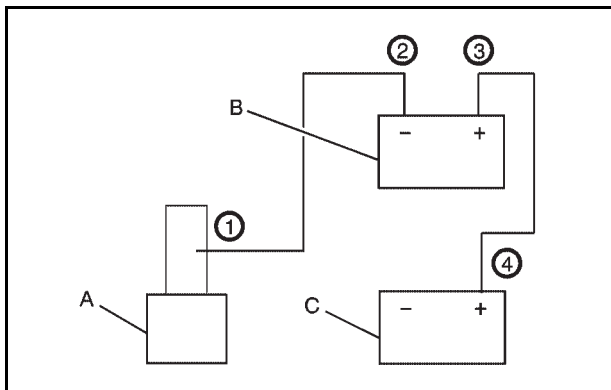 ② ③
B
− +
①
④
A
C
− +